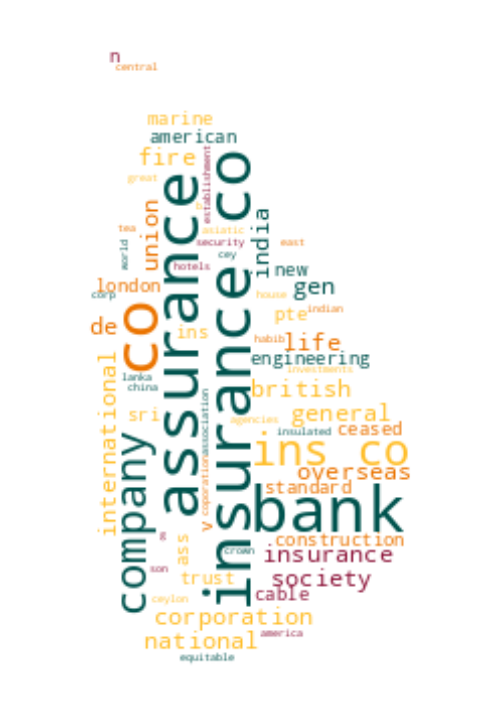 n
central
marine
american
fire
great
establishment
assurance co
insurance co
union
asiatic
tea
world
security
cey
india
east
hotels
new
london
corp
gen
house
indian
pte
de
co
ins
habib
life
engineering
investments
international
lanka
china
british
sri
association
agencies
general
insulated
ceased
company
ins co
overseas
standard
coporation
bank
v
construction
ass
crown
insurance
son
trust
society
cable
ceylon
corporation
america
national
equitable